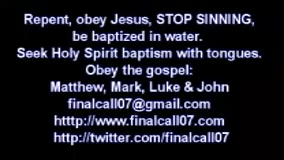 Repent, obey Jesus, STOP SINNING,
be baptized in water.
Seek Holy Spirit baptism with tongues.
Obey the gospel:
Matthew, Mark, Luke & John
finalcall07@gmail.com
htttp://www.finalcall07.com
http://twitter.com/finalcall07